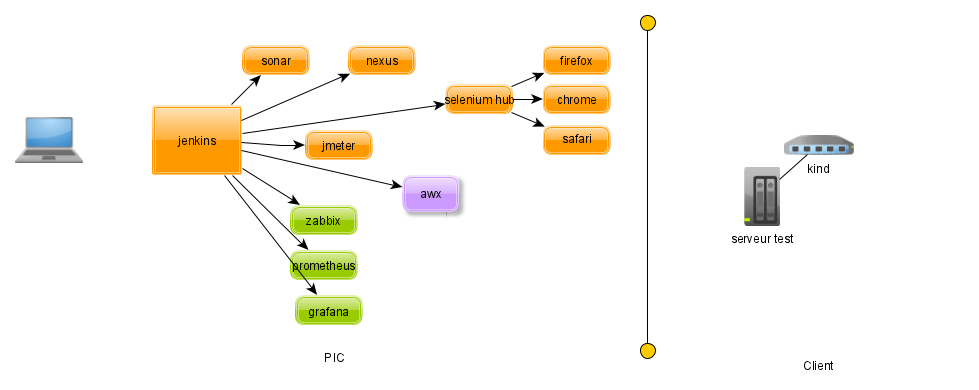 sonar
nexus
firefox
selenium hub
chrome
jenkins
jmeter
safari
awx
kind
zabbix
serveur test
prometheus
grafana
PIC
Client